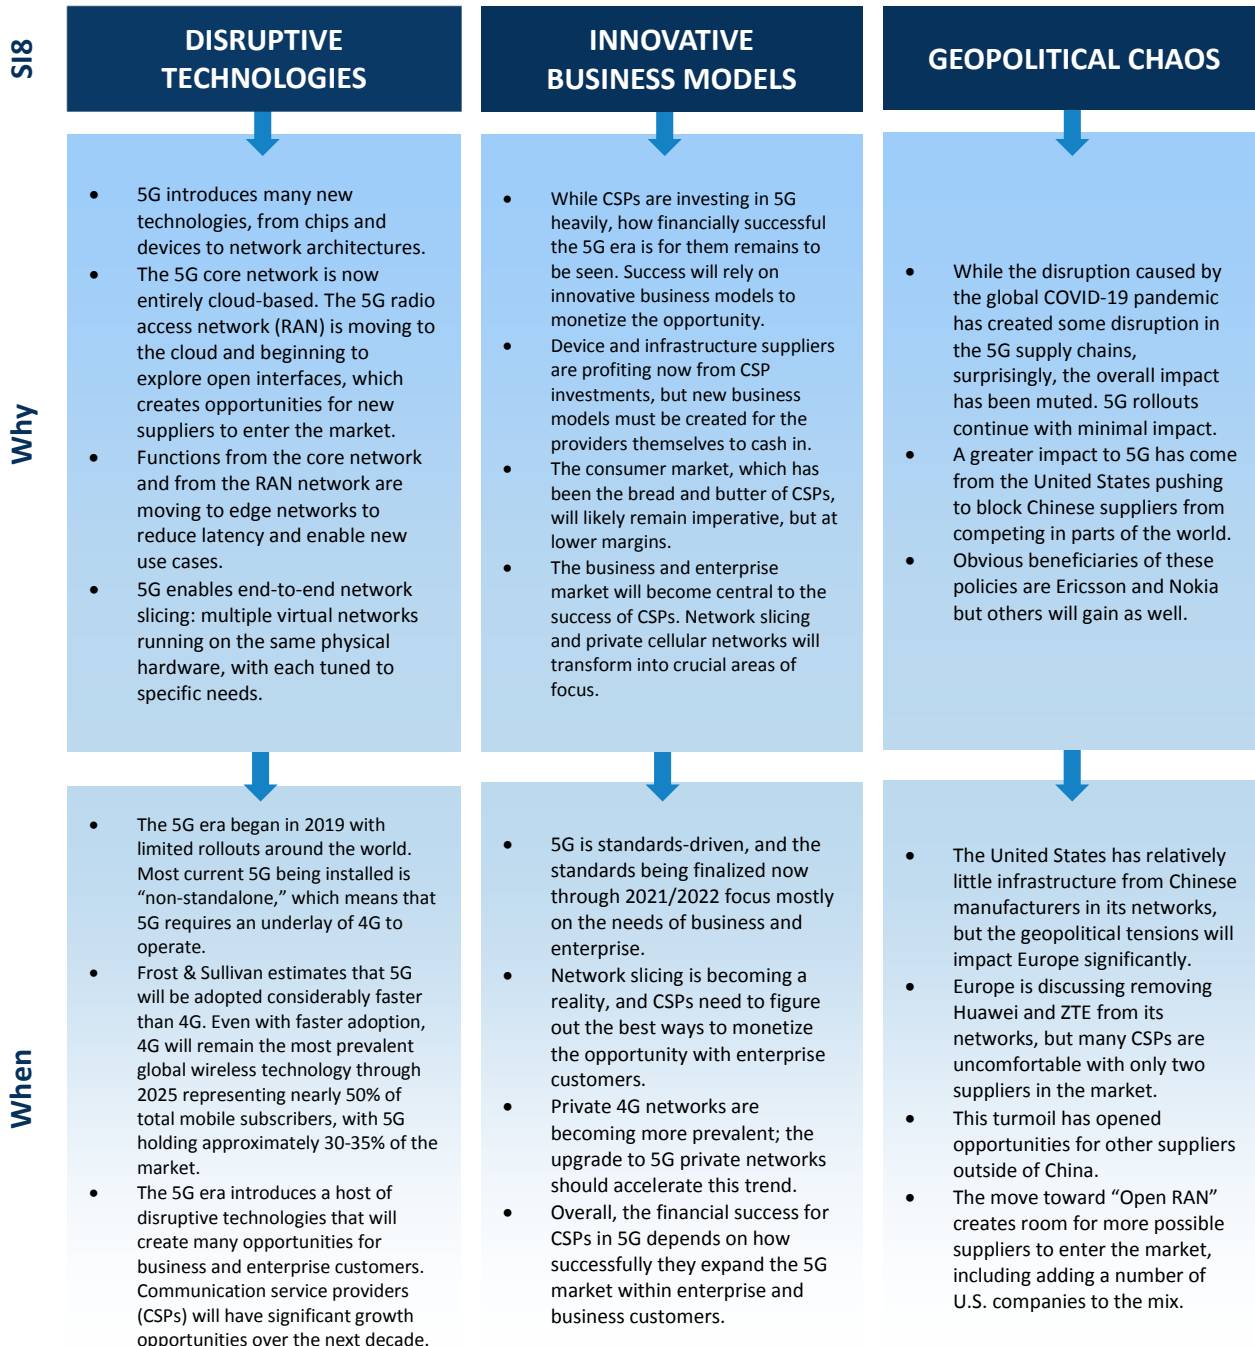 SI8
DISRUPTIVE
TECHNOLOGIES
INNOVATIVE
BUSINESS MODELS
GEOPOLITICAL CHAOS
Why
• 5G introduces many new
technologies, from chips and
devices to network architectures.
• The 5G core network is now
entirely cloud-based. The 5G radio
access network (RAN) is moving to
the cloud and beginning to
explore open interfaces, which
creates opportunities for new
suppliers to enter the market.
• Functions from the core network
and from the RAN network are
moving to edge networks to
reduce latency and enable new
use cases.
• 5G enables end-to-end network
slicing: multiple virtual networks
running on the same physical
hardware, with each tuned to
specific needs.
• While CSPs are investing in 5G
heavily, how financially successful
the 5G era is for them remains to
be seen. Success will rely on
innovative business models to
monetize the opportunity.
• Device and infrastructure suppliers
are profiting now from CSP
investments, but new business
models must be created for the
providers themselves to cash in.
• The consumer market, which has
been the bread and butter of CSPs,
will likely remain imperative, but at
lower margins.
• The business and enterprise
market will become central to the
success of CSPs. Network slicing
and private cellular networks will
transform into crucial areas of
focus.
• While the disruption caused by
the global COVID-19 pandemic
has created some disruption in
the 5G supply chains,
surprisingly, the overall impact
has been muted. 5G rollouts
continue with minimal impact.
• A greater impact to 5G has come
from the United States pushing
to block Chinese suppliers from
competing in parts of the world.
• Obvious beneficiaries of these
policies are Ericsson and Nokia
but others will gain as well.
When
• The 5G era began in 2019 with
limited rollouts around the world.
Most current 5G being installed is
“non-standalone,” which means that
5G requires an underlay of 4G to
operate.
• Frost & Sullivan estimates that 5G
will be adopted considerably faster
than 4G. Even with faster adoption,
4G will remain the most prevalent
global wireless technology through
2025 representing nearly 50% of
total mobile subscribers, with 5G
holding approximately 30-35% of the
market.
• The 5G era introduces a host of
disruptive technologies that will
create many opportunities for
business and enterprise customers.
Communication service providers
(CSPs) will have significant growth
opportunities over the next decade.
• 5G is standards-driven, and the
standards being finalized now
through 2021/2022 focus mostly
on the needs of business and
enterprise.
• Network slicing is becoming a
reality, and CSPs need to figure
out the best ways to monetize
the opportunity with enterprise
customers.
• Private 4G networks are
becoming more prevalent; the
upgrade to 5G private networks
should accelerate this trend.
• Overall, the financial success for
CSPs in 5G depends on how
successfully they expand the 5G
market within enterprise and
business customers.
• The United States has relatively
little infrastructure from Chinese
manufacturers in its networks,
but the geopolitical tensions will
impact Europe significantly.
• Europe is discussing removing
Huawei and ZTE from its
networks, but many CSPs are
uncomfortable with only two
suppliers in the market.
• This turmoil has opened
opportunities for other suppliers
outside of China.
• The move toward “Open RAN”
creates room for more possible
suppliers to enter the market,
including adding a number of
U.S. companies to the mix.